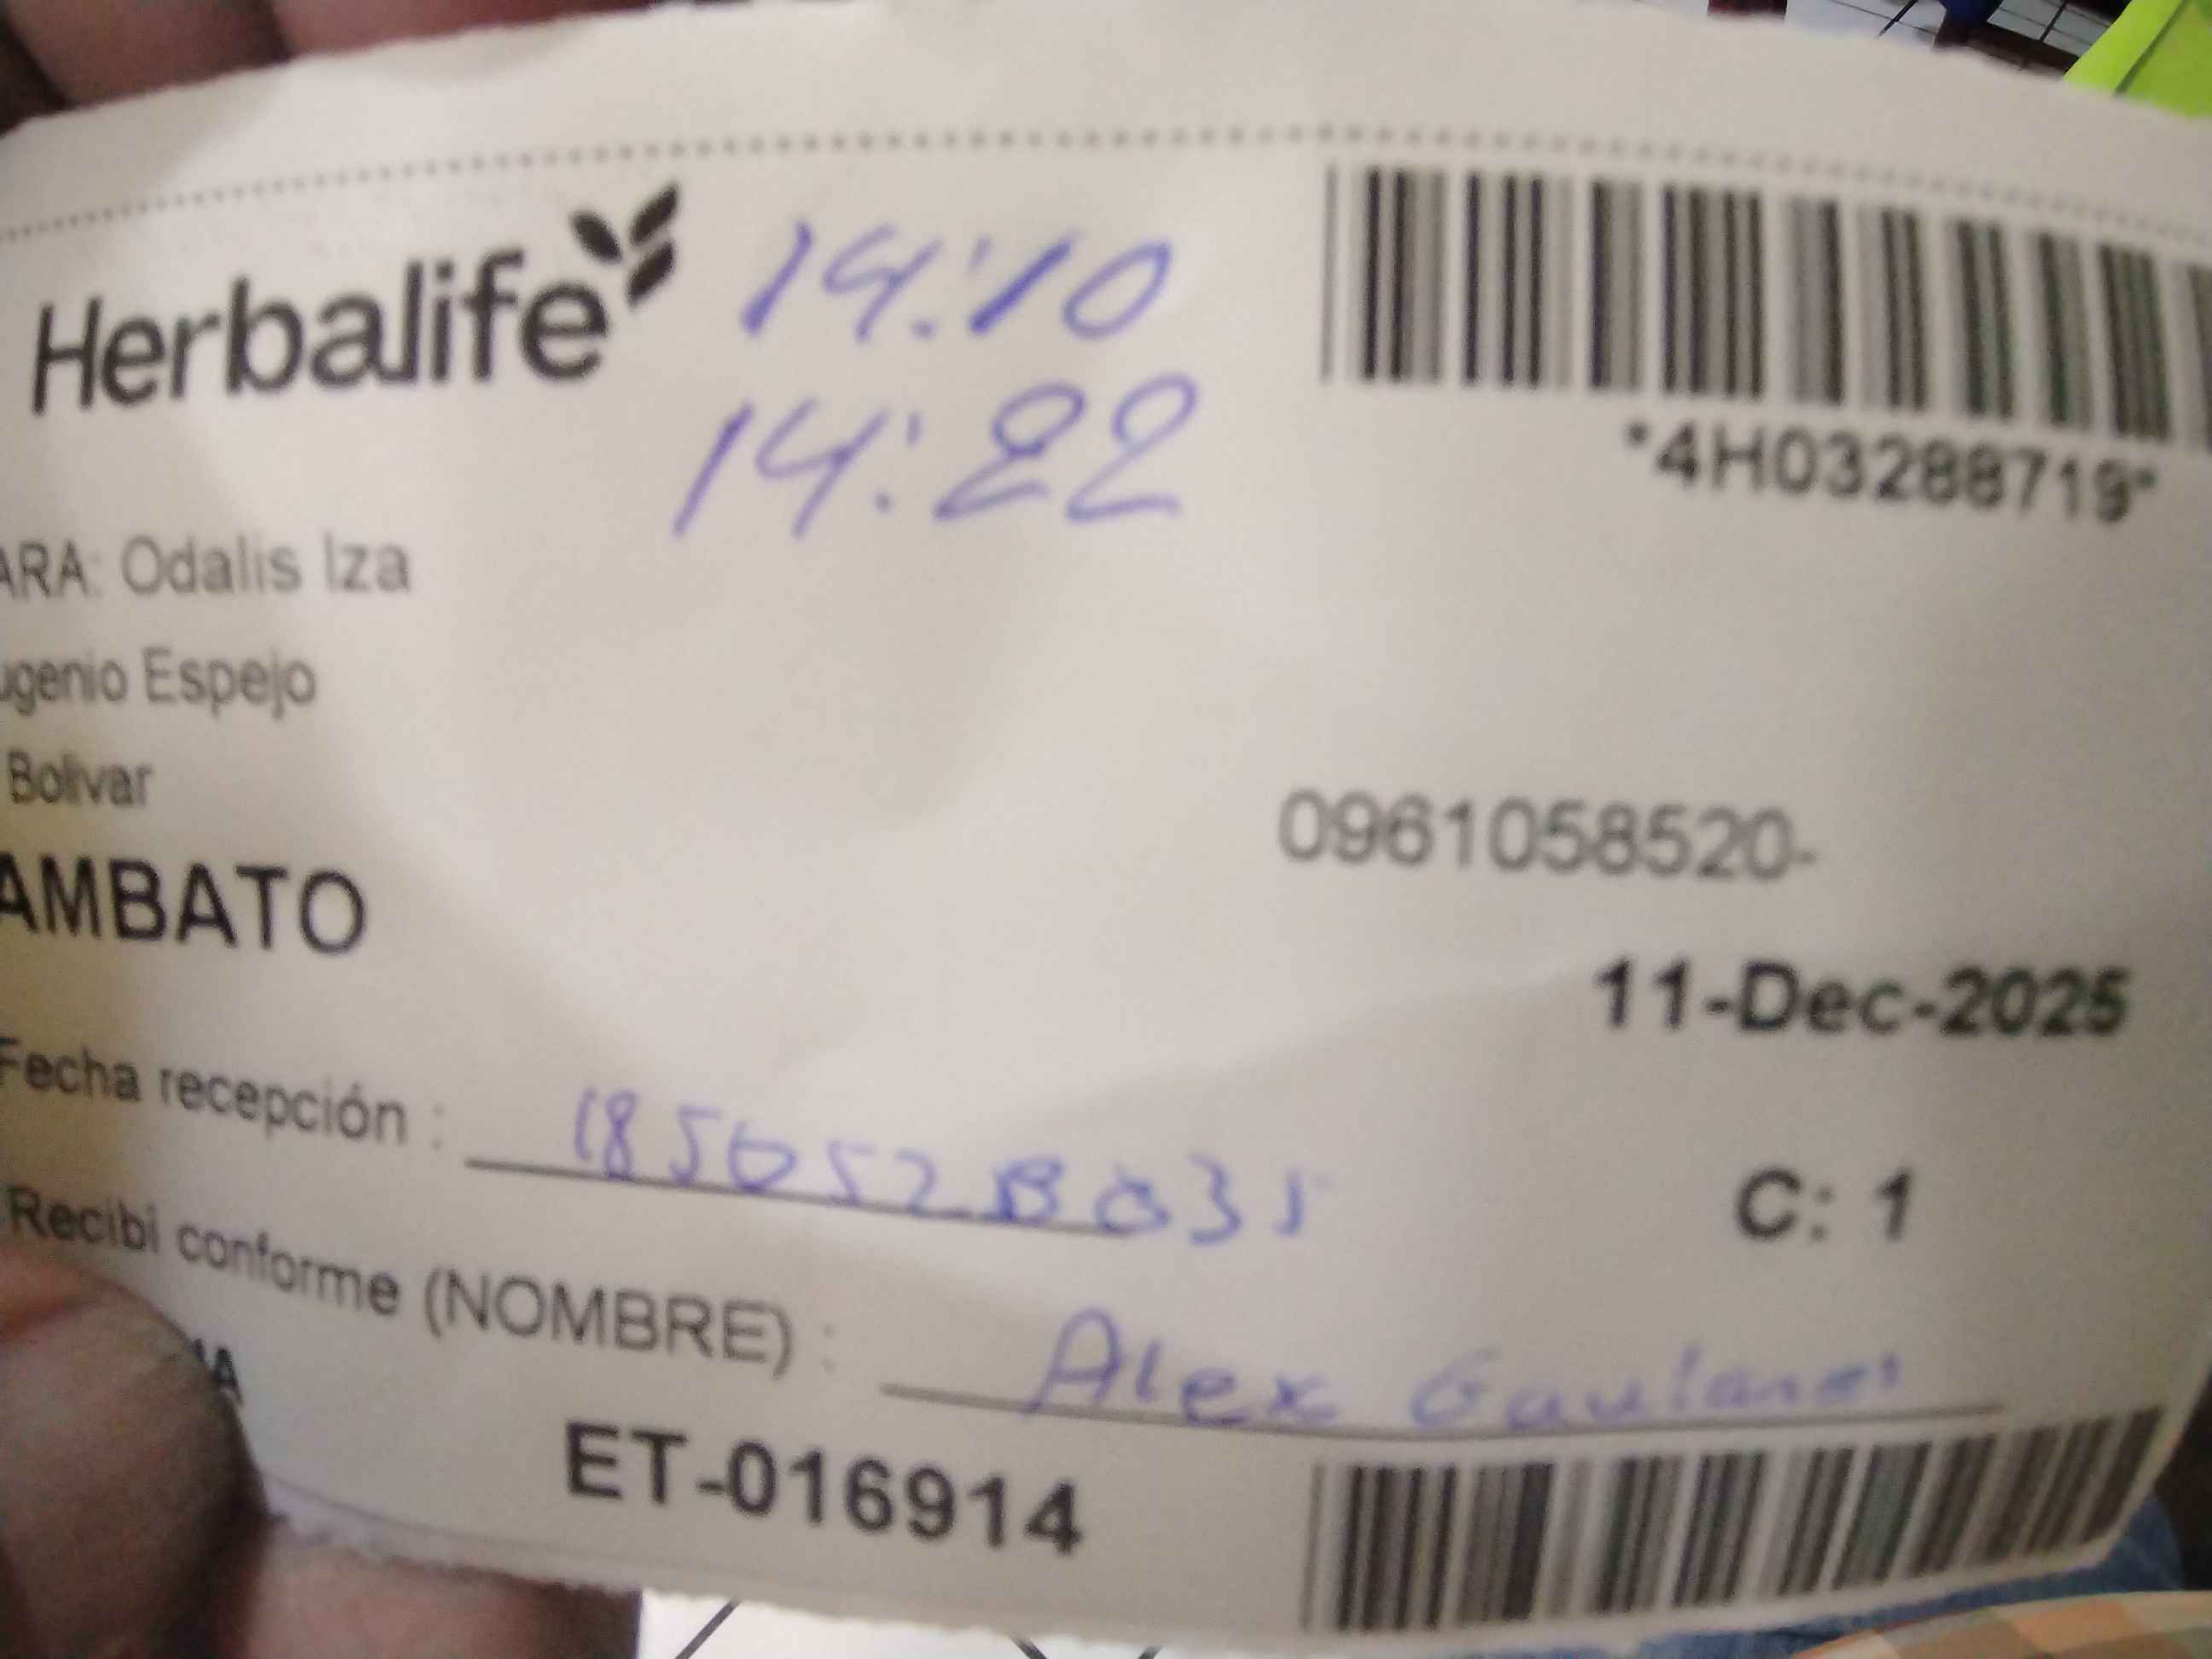 Herbalife
14:10
14:22
*4H03288719*
ARA: Odalis Iza
ugenio Espejo
Bolivar
0961058520-
AMBATO
11-Dec-2025
Fecha recepción :
C: 1
Recibi conforme (NOMBRE) : Alex
ET-016914